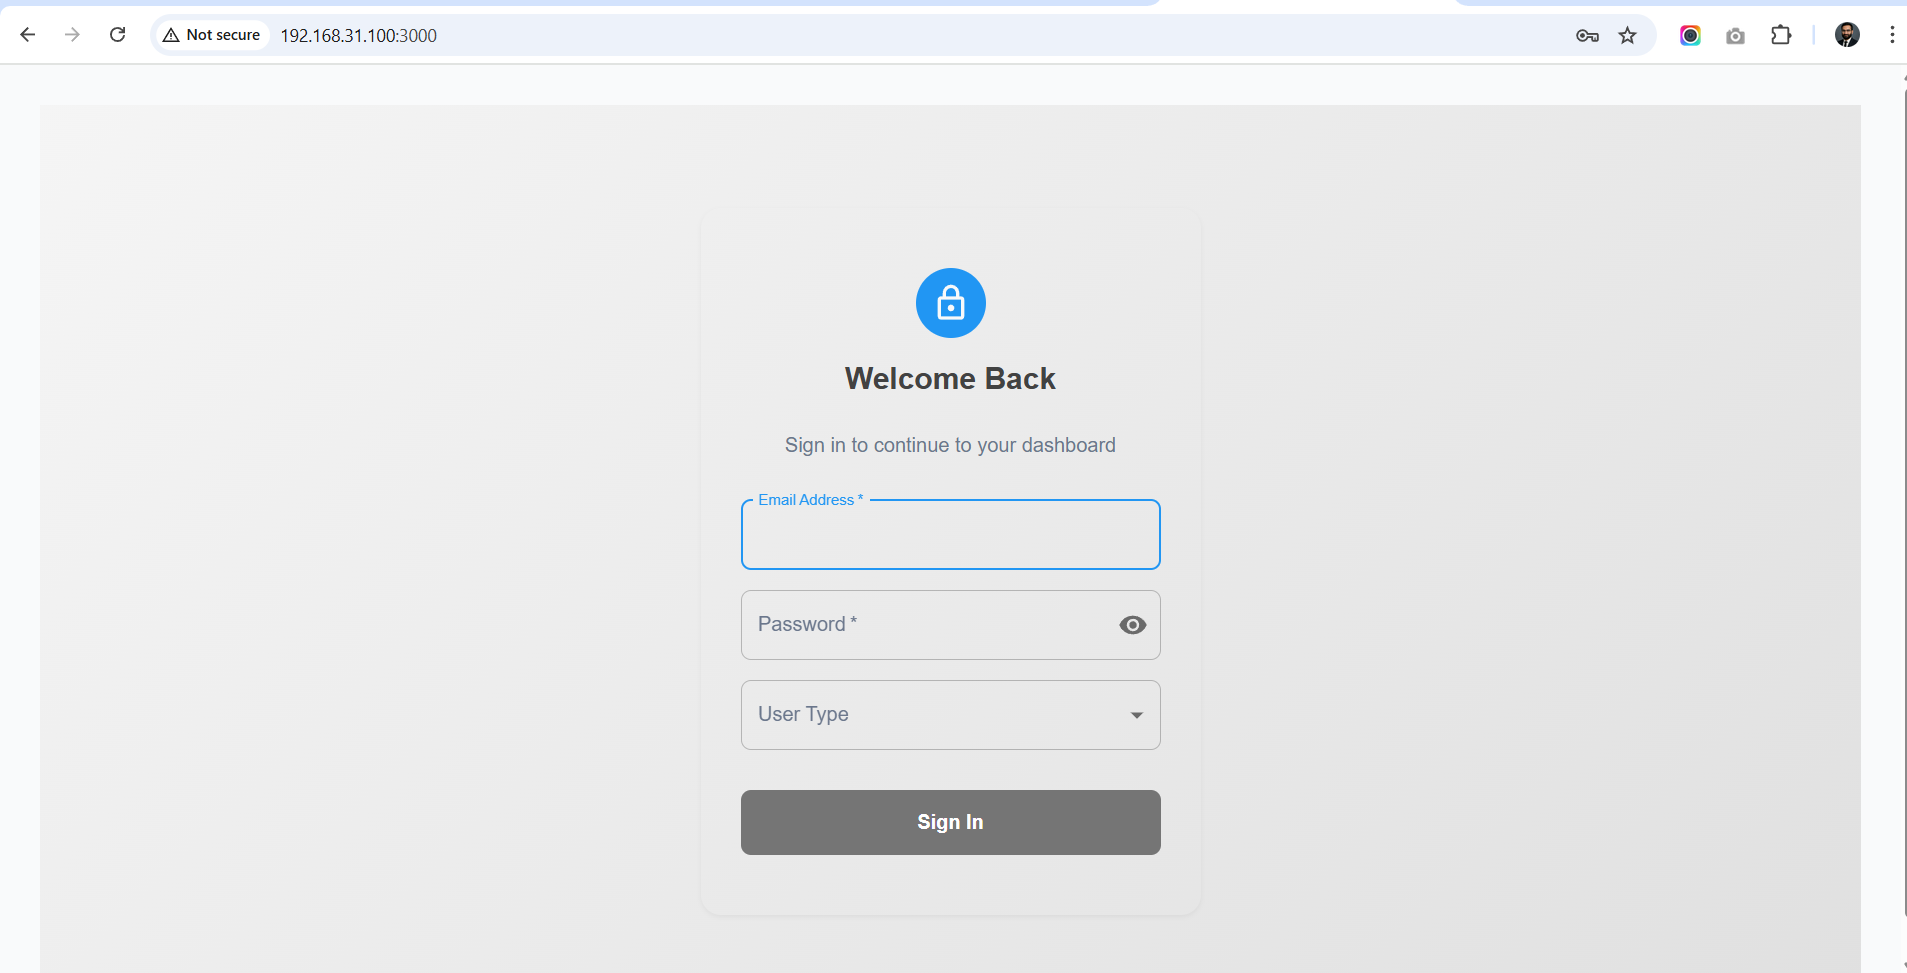 Not secure 192.168.31.100:3000
Welcome Back
Sign in to continue to your dashboard
Email Address *
Password *
User Type
Sign In